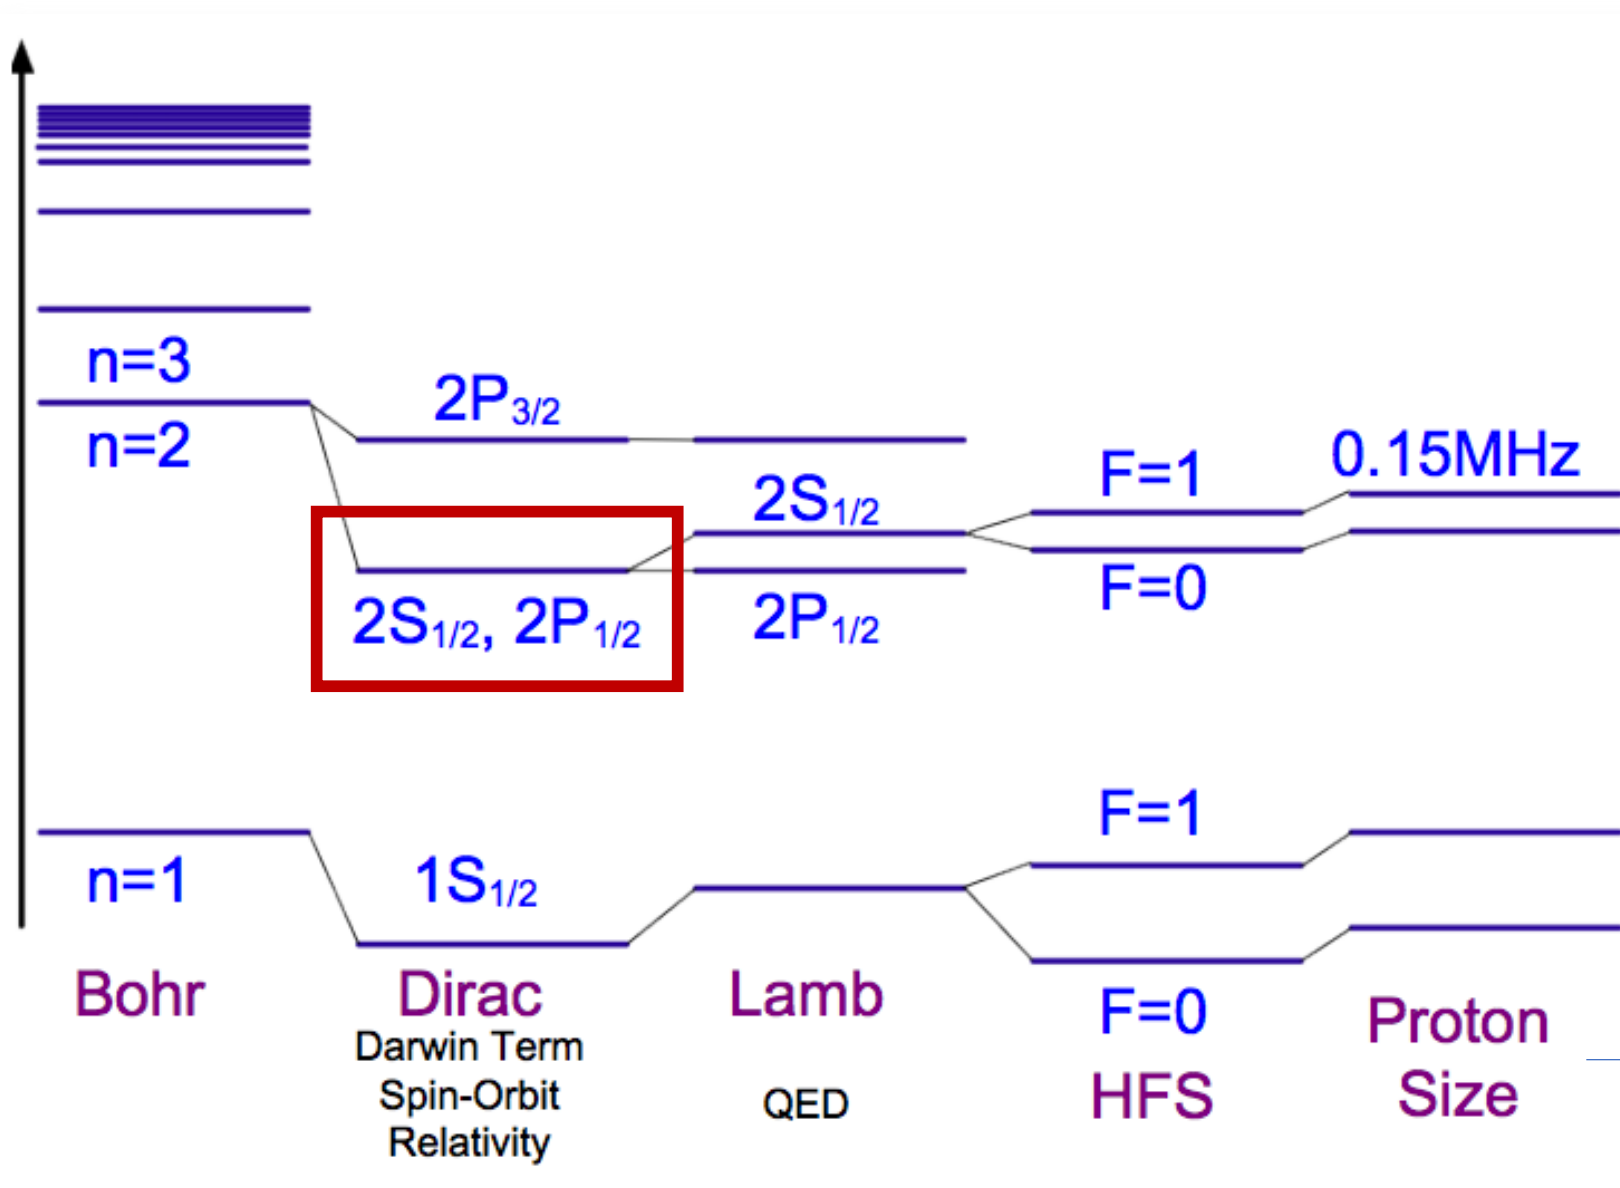 n=3
n=2
2P3/2
2S1/2
F=1
0.15MHz
F=0
2S1/2, 2P1/2
2P1/2
n=1
1S1/2
F=1
F=0
Bohr
Dirac
Darwin Term
Spin-Orbit
Relativity
Lamb
QED
HFS
Proton
Size